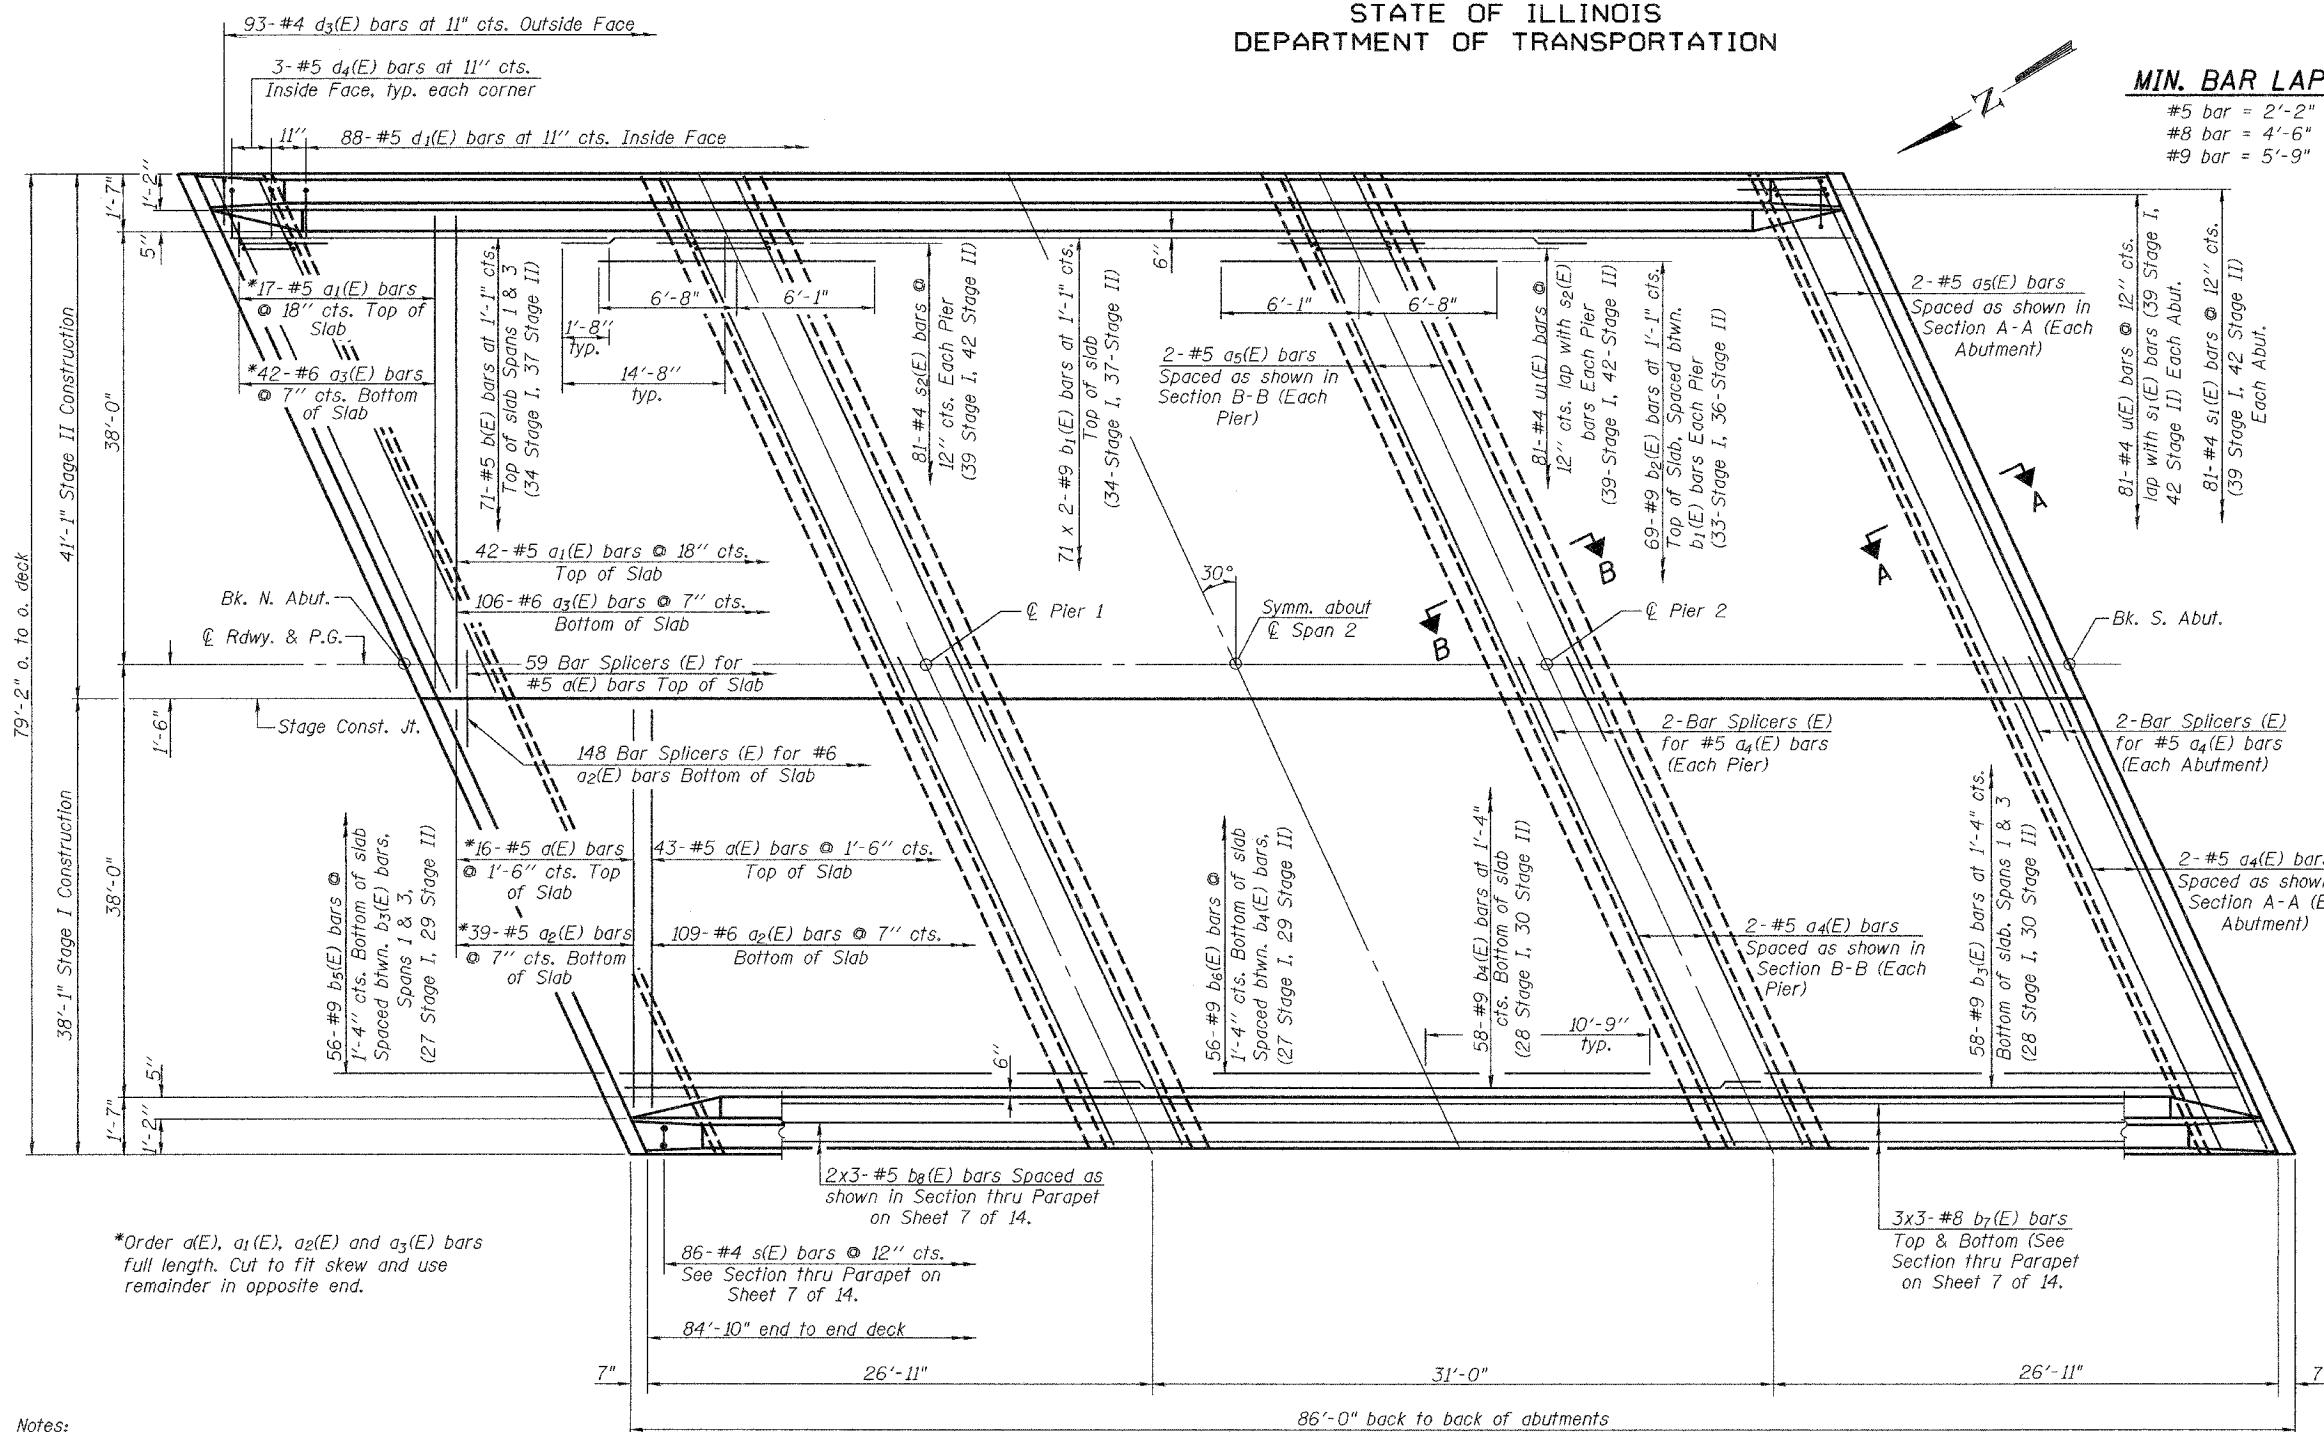 STATE OF ILLINOIS
DEPARTMENT OF TRANSPORTATION
93-#4 d3(E) bars at 11" cts. Outside Face
3-#5 d4(E) bars at 11" cts.
Inside Face, typ. each corner
11"
88-#5 d1(E) bars at 11" cts. Inside Face
N
MIN. BAR LAP
#5 bar = 2'-2"
#8 bar = 4'-6"
#9 bar = 5'-9"
1'-7"
1'-2"
5"
38'-0"
41'-1" Stage II Construction
79'-2" o. to o. deck
*17-#5 a1(E) bars
@ 18" cts. Top of
Slab
*42-#6 a3(E) bars
@ 7" cts. Bottom
of Slab
71-#5 b(E) bars at 1'-1" cts.
Top of slab Spans 1 & 3
(34 Stage I, 37 Stage II)
1'-8"
typ.
14'-8"
typ.
6'-8"
6'-1"
81-#4 s2(E) bars @
12" cts. Each Pier
(39 Stage I, 42 Stage II)
71 x 2-#9 b1(E) bars at 1'-1" cts.
Top of slab
(34-Stage I, 37-Stage II)
6"
6'-1"
6'-8"
2-#5 a5(E) bars
Spaced as shown in
Section B-B (Each
Pier)
81-#4 u1(E) bars @
12" cts. lap with s2(E)
bars Each Pier
(39-Stage I, 42-Stage II)
69-#9 b2(E) bars at 1'-1" cts.
Top of Slab, Spaced btwn.
b1(E) bars Each Pier
(33-Stage I, 36-Stage II)
2-#5 a5(E) bars
Spaced as shown in
Section A-A (Each
Abutment)
81-#4 u(E) bars @ 12" cts.
lap with s1(E) bars (39 Stage I,
42 Stage II) Each Abut.
81-#4 s1(E) bars @ 12" cts.
(39 Stage I, 42 Stage II)
Each Abut.
A
A
B
B
42-#5 a1(E) bars @ 18" cts.
Top of Slab
106-#6 a3(E) bars @ 7" cts.
Bottom of Slab
Bk. N. Abut.
℄ Rdwy. & P.G.
59 Bar Splicers (E) for
#5 a(E) bars Top of Slab
℄ Pier 1
30°
Symm. about
℄ Span 2
℄ Pier 2
Bk. S. Abut.
1'-6"
Stage Const. Jt.
148 Bar Splicers (E) for #6
a2(E) bars Bottom of Slab
2-Bar Splicers (E)
for #5 a4(E) bars
(Each Pier)
2-Bar Splicers (E)
for #5 a4(E) bars
(Each Abutment)
38'-1" Stage I Construction
38'-0"
56-#9 b5(E) bars @
1'-4" cts. Bottom of slab
Spaced btwn. b3(E) bars,
Spans 1 & 3,
(27 Stage I, 29 Stage II)
*16-#5 a(E) bars
@ 1'-6" cts. Top
of Slab
43-#5 a(E) bars @ 1'-6" cts.
Top of Slab
*39-#5 a2(E) bars
@ 7" cts. Bottom
of Slab
109-#6 a2(E) bars @ 7" cts.
Bottom of Slab
56-#9 b6(E) bars @
1'-4" cts. Bottom of slab
Spaced btwn. b4(E) bars,
(27 Stage I, 29 Stage II)
58-#9 b4(E) bars at 1'-4"
cts. Bottom of slab
(28 Stage I, 30 Stage II)
10'-9"
typ.
2-#5 a4(E) bars
Spaced as shown in
Section B-B (Each
Pier)
58-#9 b3(E) bars at 1'-4" cts.
Bottom of slab. Spans 1 & 3
(28 Stage I, 30 Stage II)
2-#5 a4(E) bars
Spaced as shown
Section A-A (E
Abutment)
5"
1'-7"
1'-2"
6"
2x3-#5 b8(E) bars Spaced as
shown in Section thru Parapet
on Sheet 7 of 14.
86-#4 s(E) bars @ 12" cts.
See Section thru Parapet on
Sheet 7 of 14.
3x3-#8 b7(E) bars
Top & Bottom (See
Section thru Parapet
on Sheet 7 of 14.
*Order a(E), a1(E), a2(E) and a3(E) bars
full length. Cut to fit skew and use
remainder in opposite end.
84'-10" end to end deck
7"
26'-11"
31'-0"
26'-11"
7
86'-0" back to back of abutments
Notes: